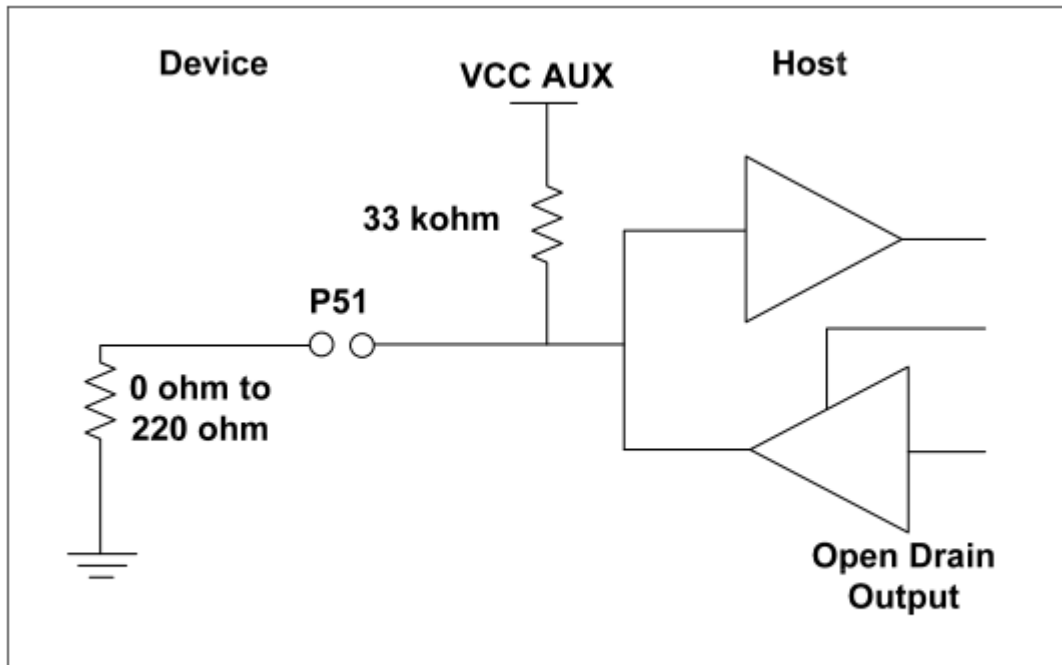 Device
VCC AUX
Host
33 kohm
P51
0 ohm to
220 ohm
Open Drain
Output